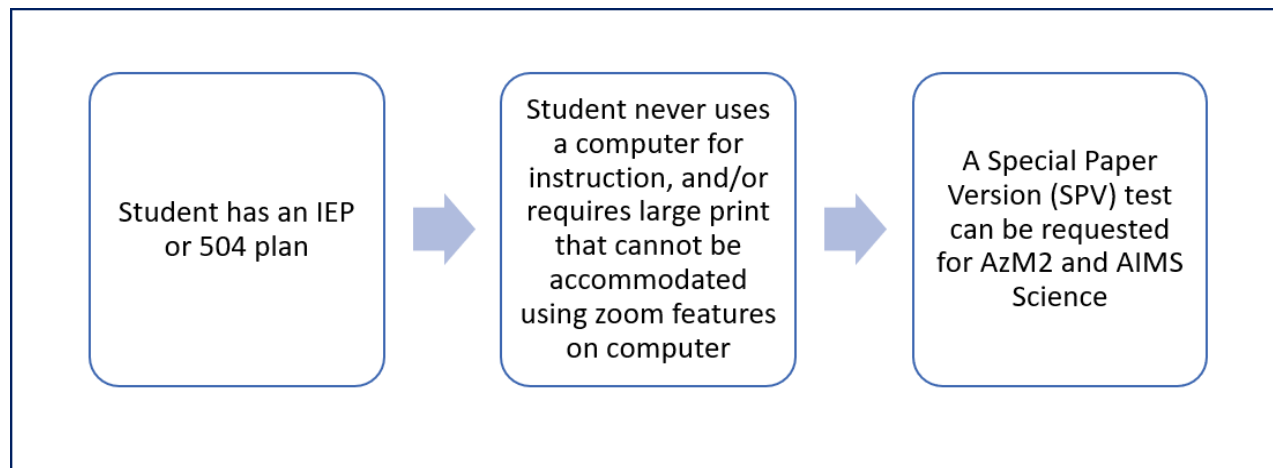 Student has an IEP
or 504 plan
Student never uses
a computer for
instruction, and/or
requires large print
that cannot be
accommodated
using zoom features
on computer
A Special Paper
Version (SPV) test
can be requested
for AzM2 and AIMS
Science